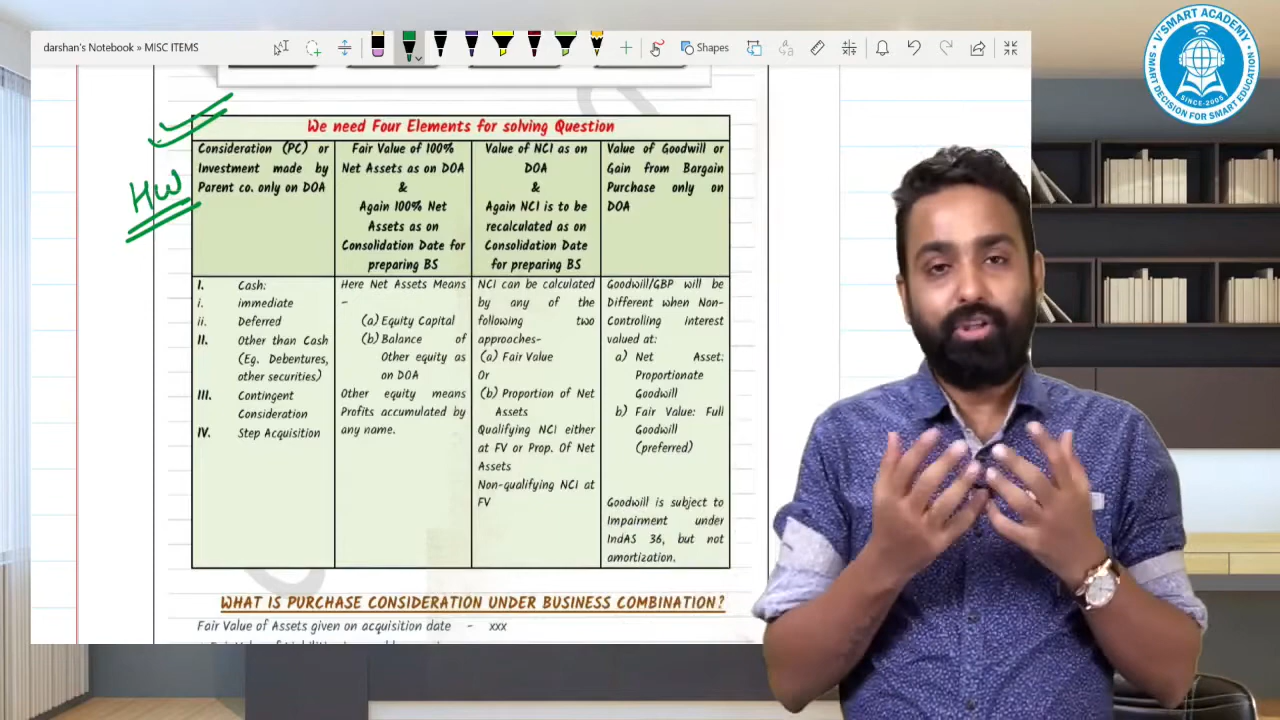 darshan's Notebook » MISC ITEMS
Shapes
V'SMART ACADEMY
SINCE-2005
SMART DECISION FOR SMART EDUCATION
HW
We need Four Elements for solving Question
Consideration (PC) or
Investment made by
Parent co. only on DOA
Fair Value of 100%
Net Assets as on DOA
&
Again 100% Net
Assets as on
Consolidation Date for
preparing BS
Value of NCI as on
DOA
&
Again NCI is to be
recalculated as on
Consolidation Date
for preparing BS
Value of Goodwill or
Gain from Bargain
Purchase only on
DOA
I. Cash:
i. immediate
ii. Deferred
II. Other than Cash
(Eg. Debentures,
other securities)
III. Contingent
Consideration
IV. Step Acquisition
Here Net Assets Means
-
(a) Equity Capital
(b) Balance of
Other equity as
on DOA
Other equity means
Profits accumulated by
any name.
NCI can be calculated
by any of the
following two
approaches-
(a) Fair Value
Or
(b) Proportion of Net
Assets
Qualifying NCI either
at FV or Prop. Of Net
Assets
Non-qualifying NCI at
FV
Goodwill/GBP will be
Different when Non-
Controlling interest
valued at:
a) Net Asset:
Proportionate
Goodwill
b) Fair Value: Full
Goodwill
(preferred)
Goodwill is subject to
Impairment under
IndAS 36, but not
amortization.
WHAT IS PURCHASE CONSIDERATION UNDER BUSINESS COMBINATION?
Fair Value of Assets given on acquisition date - xxx